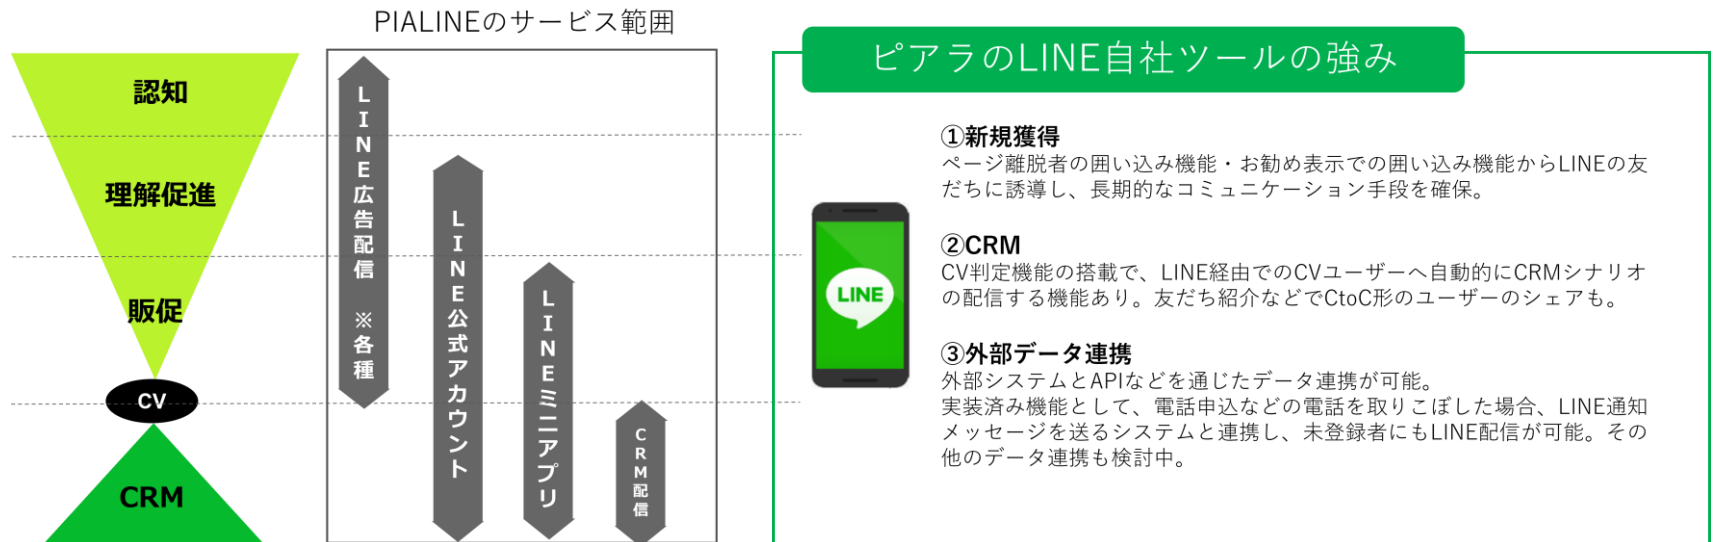 PIALINEのサービス範囲
認知
理解促進
販促
CV
CRM
LINE広告配信 ※各種
LINE公式アカウント
LINEミニアプリ
CRM配信
ピアラのLINE自社ツールの強み
LINE
①新規獲得
ページ離脱者の囲い込み機能・お勧め表示での囲い込み機能からLINEの友
だちに誘導し、長期的なコミュニケーション手段を確保。
②CRM
CV判定機能の搭載で、LINE経由でのCVユーザーへ自動的にCRMシナリオ
の配信する機能あり。友だち紹介などでCtoC形のユーザーのシェアも。
③外部データ連携
外部システムとAPIなどを通じたデータ連携が可能。
実装済み機能として、電話申込などの電話を取りこぼした場合、LINE通知
メッセージを送るシステムと連携し、未登録者にもLINE配信が可能。その
他のデータ連携も検討中。